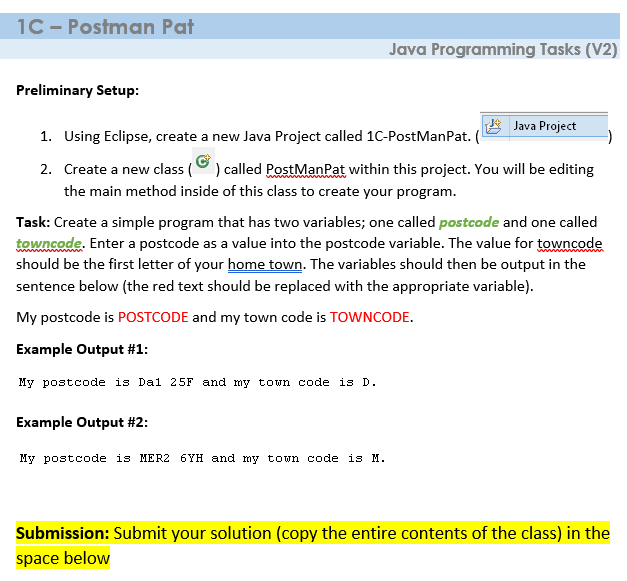 1C – Postman Pat
Java Programming Tasks (V2)
Preliminary Setup:
1. Using Eclipse, create a new Java Project called 1C-PostManPat. ( Java Project )
2. Create a new class ( ) called PostManPat within this project. You will be editing
the main method inside of this class to create your program.
Task: Create a simple program that has two variables; one called postcode and one called
towncode. Enter a postcode as a value into the postcode variable. The value for towncode
should be the first letter of your home town. The variables should then be output in the
sentence below (the red text should be replaced with the appropriate variable).
My postcode is POSTCODE and my town code is TOWNCODE.
Example Output #1:
My postcode is Da1 25F and my town code is D.
Example Output #2:
My postcode is MER2 6YH and my town code is M.
Submission: Submit your solution (copy the entire contents of the class) in the
space below